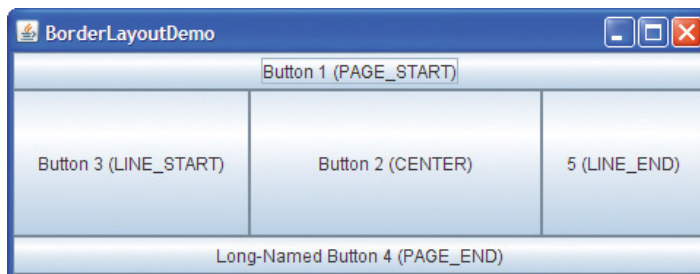 BorderLayoutDemo
Button 1 (PAGE_START)
Button 3 (LINE_START)
Button 2 (CENTER)
5 (LINE_END)
Long-Named Button 4 (PAGE_END)